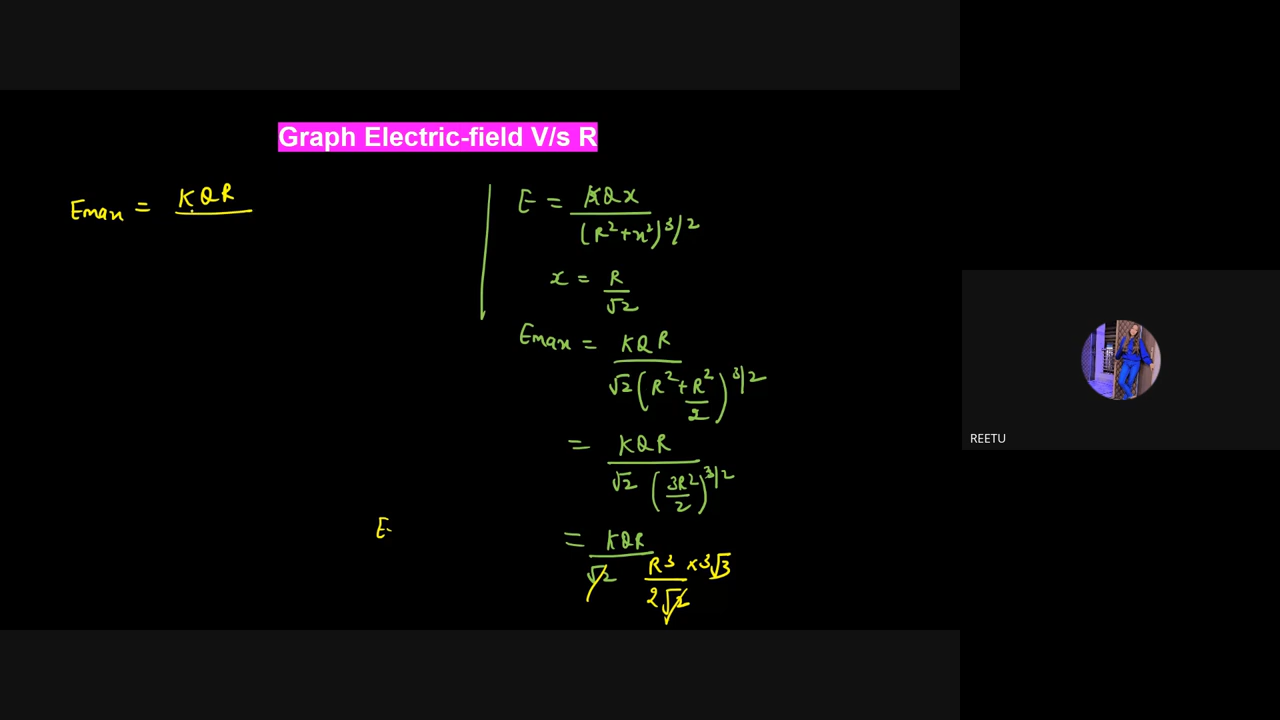 Graph Electric-field V/s R
Emax = KQR
E = KQx / (R²+x²)^3/2
x = R / √2
Emax = KQR / √2 (R² + R²/2)^3/2
= KQR / √2 (3R²/2)^3/2
E-
= KQR / √2 R³ × 3√3 / 2√2
REETU